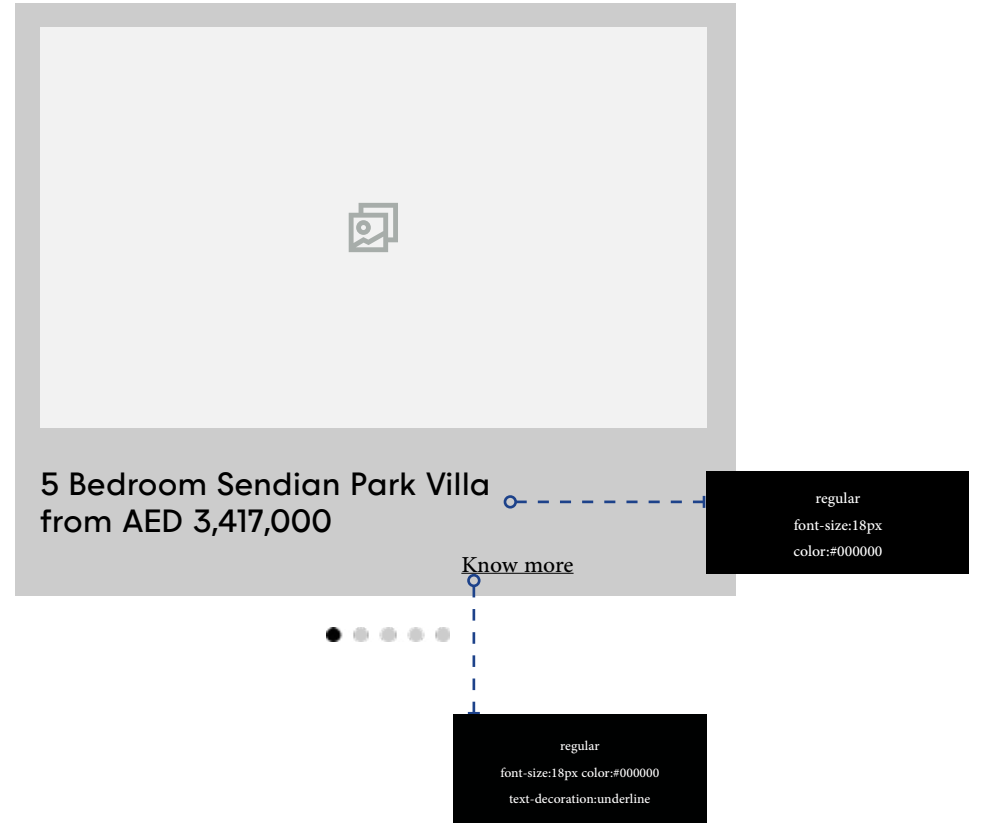 5 Bedroom Sendian Park Villa
from AED 3,417,000
Know more
regular
font-size:18px
color:#000000
regular
font-size:18px color:#000000
text-decoration:underline